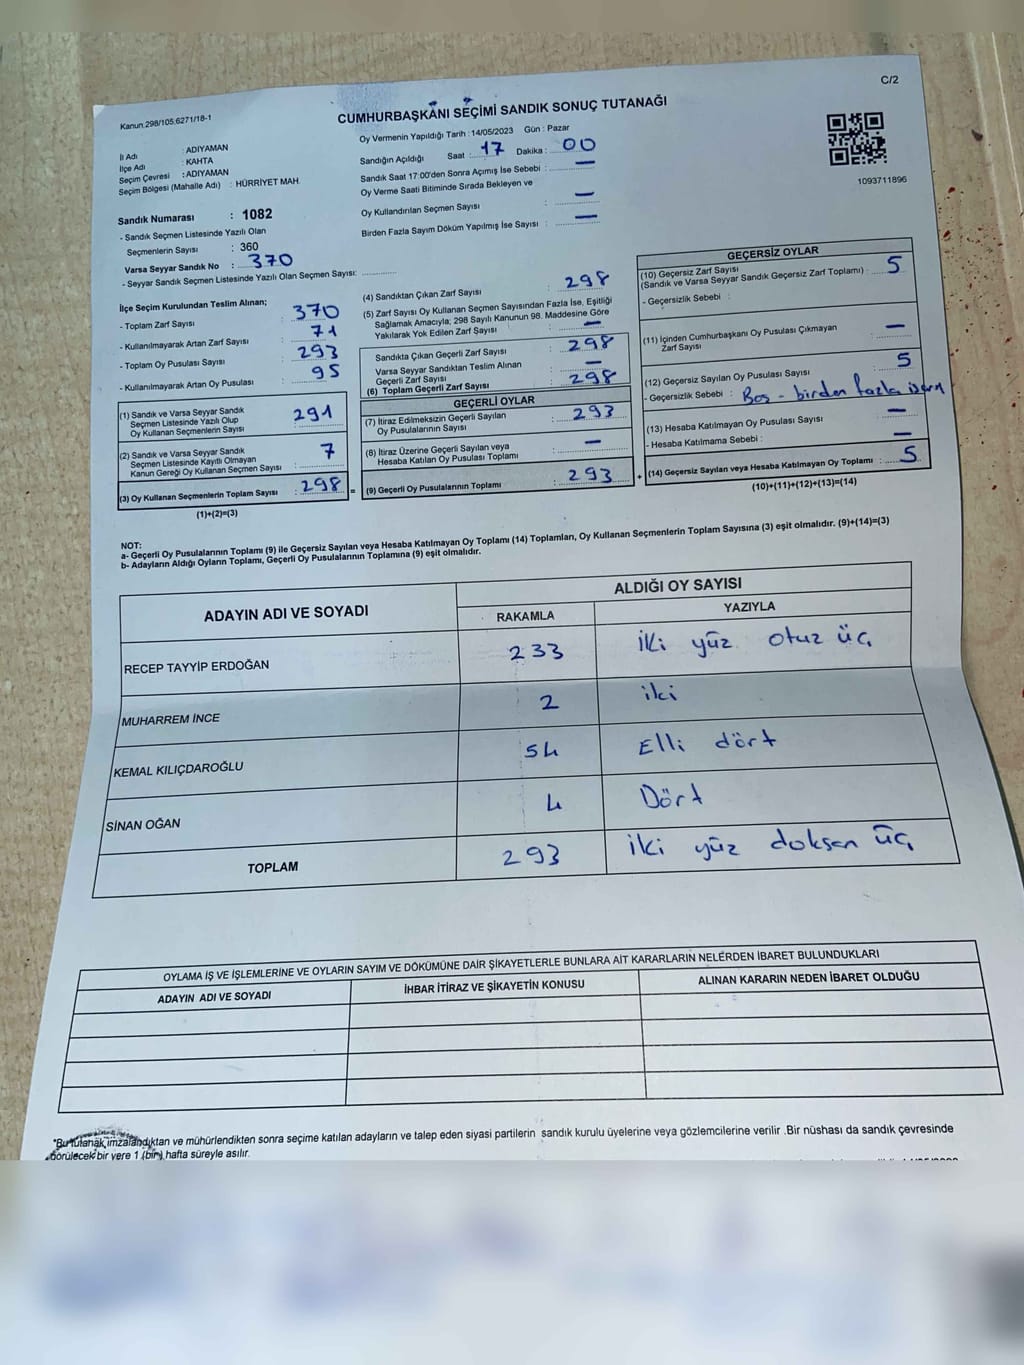 C/2
Kanun:298/105;6271/18-1
CUMHURBAŞKANI SEÇİMİ SANDIK SONUÇ TUTANAĞI
Oy Vermenin Yapıldığı Tarih :14/05/2023 Gün : Pazar
İl Adı : ADIYAMAN
İlçe Adı : KAHTA
Seçim Çevresi : ADIYAMAN
Seçim Bölgesi (Mahalle Adı) : HÜRRİYET MAH.
Sandığın Açıldığı Saat : 17 Dakika : 00
Sandık Saat 17:00'den Sonra Açımış İse Sebebi : —
Oy Verme Saati Bitiminde Sırada Bekleyen ve
Oy Kullandırılan Seçmen Sayısı : —
Birden Fazla Sayım Döküm Yapılmış İse Sayısı : —
1093711896
Sandık Numarası : 1082
- Sandık Seçmen Listesinde Yazılı Olan
Seçmenlerin Sayısı : 360
Varsa Seyyar Sandık No : 370
- Seyyar Sandık Seçmen Listesinde Yazılı Olan Seçmen Sayısı: ............
İlçe Seçim Kurulundan Teslim Alınan;
- Toplam Zarf Sayısı : 370
- Kullanılmayarak Artan Zarf Sayısı : 71
- Toplam Oy Pusulası Sayısı : 293
- Kullanılmayarak Artan Oy Pusulası : 95
(1) Sandık ve Varsa Seyyar Sandık
Seçmen Listesinde Yazılı Olup
Oy Kullanan Seçmenlerin Sayısı : 291
(2) Sandık ve Varsa Seyyar Sandık
Seçmen Listesinde Kayıtlı Olmayan
Kanun Gereği Oy Kullanan Seçmen Sayısı : 7
(3) Oy Kullanan Seçmenlerin Toplam Sayısı : 298 =
(1)+(2)=(3)
(4) Sandıktan Çıkan Zarf Sayısı : 298
(5) Zarf Sayısı Oy Kullanan Seçmen Sayısından Fazla İse, Eşitliği
Sağlamak Amacıyla; 298 Sayılı Kanunun 98. Maddesine Göre
Yakılarak Yok Edilen Zarf Sayısı : —
Sandıkta Çıkan Geçerli Zarf Sayısı : 298
Varsa Seyyar Sandıktan Teslim Alınan
Geçerli Zarf Sayısı : —
(6) Toplam Geçerli Zarf Sayısı : 298
GEÇERLİ OYLAR
(7) İtiraz Edilmeksizin Geçerli Sayılan
Oy Pusulalarının Sayısı : 293
(8) İtiraz Üzerine Geçerli Sayılan veya
Hesaba Katılan Oy Pusulası Toplamı : —
(9) Geçerli Oy Pusulalarının Toplamı : 293 +
GEÇERSİZ OYLAR
(10) Geçersiz Zarf Sayısı
(Sandık ve Varsa Seyyar Sandık Geçersiz Zarf Toplamı) : 5
- Geçersizlik Sebebi :
(11) İçinden Cumhurbaşkanı Oy Pusulası Çıkmayan
Zarf Sayısı : —
(12) Geçersiz Sayılan Oy Pusulası Sayısı : 5
- Geçersizlik Sebebi : Boş - birden fazla
(13) Hesaba Katılmayan Oy Pusulası Sayısı : —
- Hesaba Katılmama Sebebi : —
(14) Geçersiz Sayılan veya Hesaba Katılmayan Oy Toplamı : 5
(10)+(11)+(12)+(13)=(14)
NOT:
a- Geçerli Oy Pusulalarının Toplamı (9) ile Geçersiz Sayılan veya Hesaba Katılmayan Oy Toplamı (14) Toplamları, Oy Kullanan Seçmenlerin Toplam Sayısına (3) eşit olmalıdır. (9)+(14)=(3)
b- Adayların Aldığı Oyların Toplamı, Geçerli Oy Pusulalarının Toplamına (9) eşit olmalıdır.
ADAYIN ADI VE SOYADI
ALDIĞI OY SAYISI
RAKAMLA YAZIYLA
RECEP TAYYİP ERDOĞAN 233 iki yüz otuz üç
MUHARREM İNCE 2 iki
KEMAL KILIÇDAROĞLU 54 Elli dört
SİNAN OĞAN 4 Dört
TOPLAM 293 iki yüz doksan üç
OYLAMA İŞ VE İŞLEMLERİNE VE OYLARIN SAYIM VE DÖKÜMÜNE DAİR ŞİKAYETLERLE BUNLARA AİT KARARLARIN NELERDEN İBARET BULUNDUKLARI
ADAYIN ADI VE SOYADI İHBAR İTİRAZ VE ŞİKAYETİN KONUSU ALINAN KARARIN NEDEN İBARET OLDUĞU
*Bu tutanak imzalandıktan ve mühürlendikten sonra seçime katılan adayların ve talep eden siyasi partilerin sandık kurulu üyelerine veya gözlemcilerine verilir .Bir nüshası da sandık çevresinde
görülecek bir yere 1 (bir) hafta süreyle asılır.